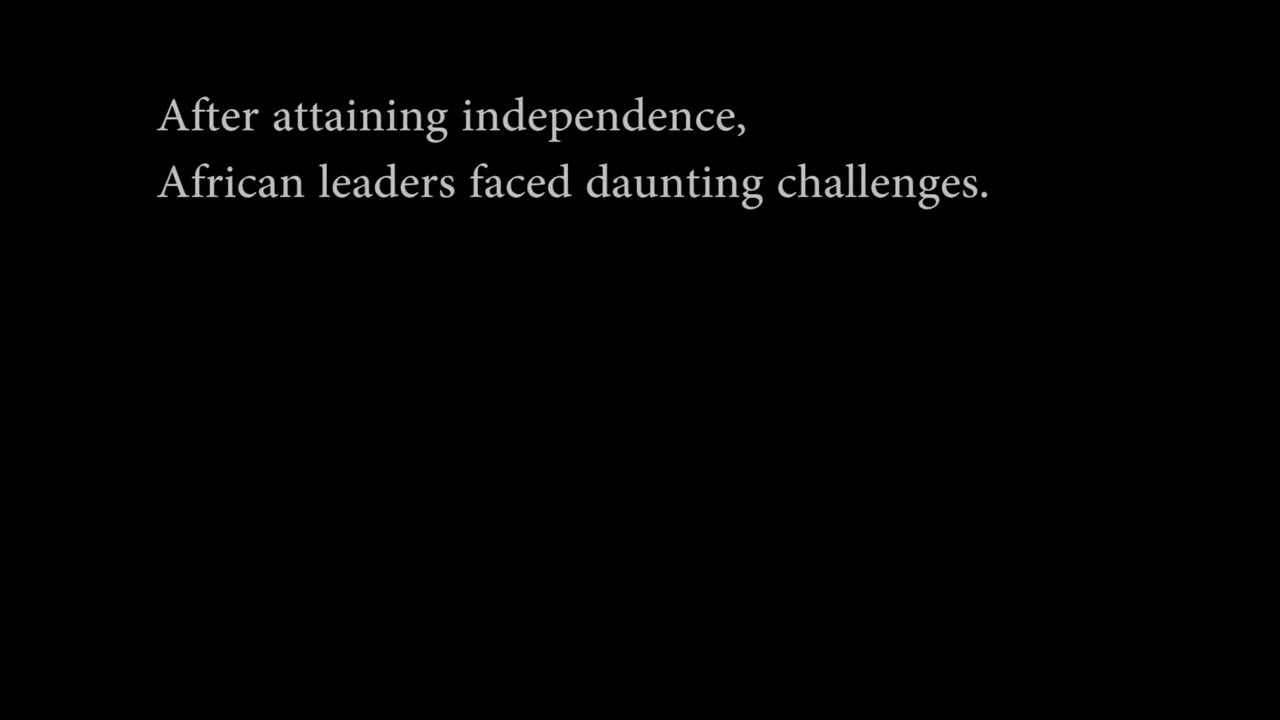 After attaining independence,
African leaders faced daunting challenges.